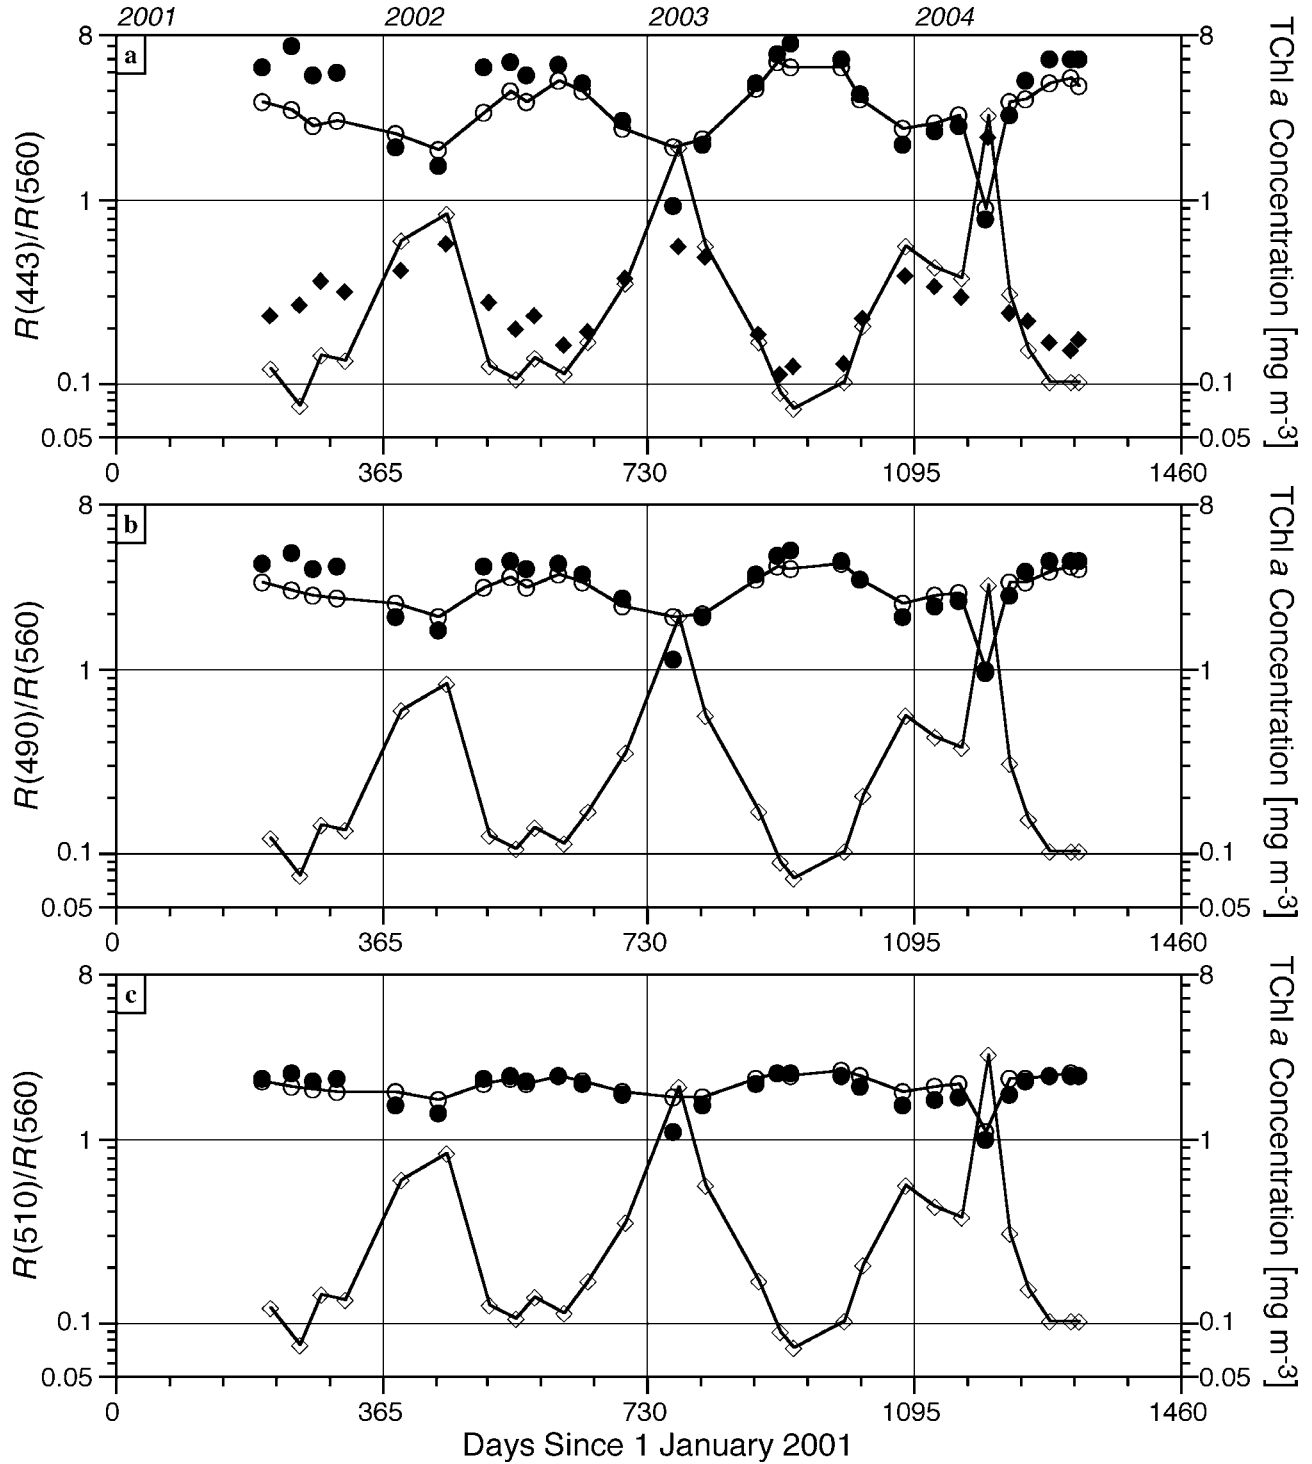 2001 2002 2003 2004
a
8 8
1 1
0.1 0.1
0.05 0.05
R(443)/R(560)
TChl a Concentration [mg m-3]
0 365 730 1095 1460
b
8 8
1 1
0.1 0.1
0.05 0.05
R(490)/R(560)
TChl a Concentration [mg m-3]
0 365 730 1095 1460
c
8 8
1 1
0.1 0.1
0.05 0.05
R(510)/R(560)
TChl a Concentration [mg m-3]
0 365 730 1095 1460
Days Since 1 January 2001